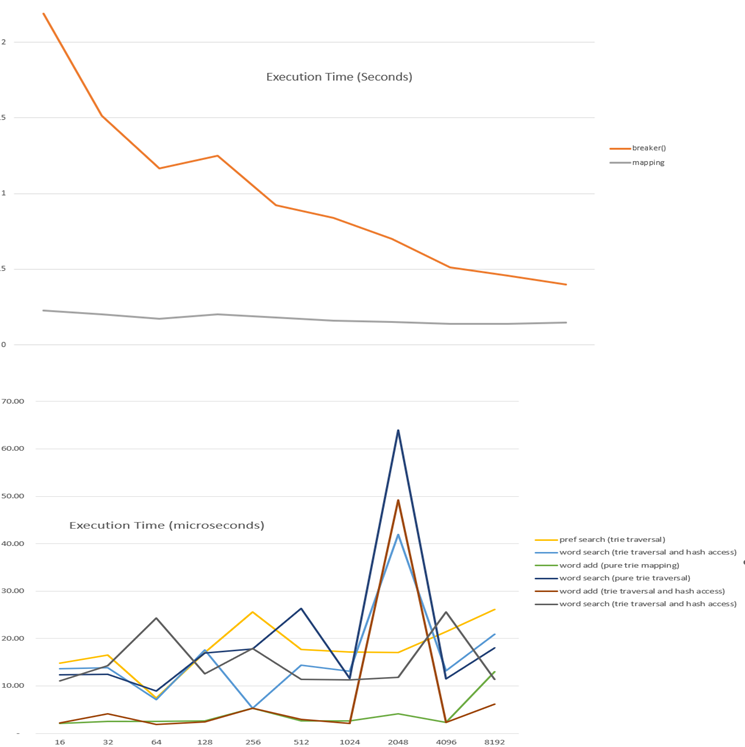 2
Execution Time (Seconds)
.5
breaker()
mapping
1
.5
0
70.00
60.00
50.00
Execution Time (microseconds)
40.00
pref search (trie traversal)
word search (trie traversal and hash access)
word add (pure trie mapping)
word search (pure trie traversal)
word add (trie traversal and hash access)
word search (trie traversal and hash access)
30.00
20.00
10.00
-
16 32 64 128 256 512 1024 2048 4096 8192